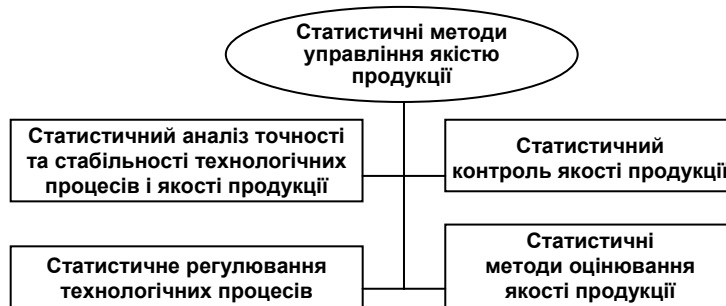 Статистичні методи
управління якістю
продукції
Статистичний аналіз точності
та стабільності технологічних
процесів і якості продукції
Статистичний
контроль якості продукції
Статистичне регулювання
технологічних процесів
Статистичні
методи оцінювання
якості продукції